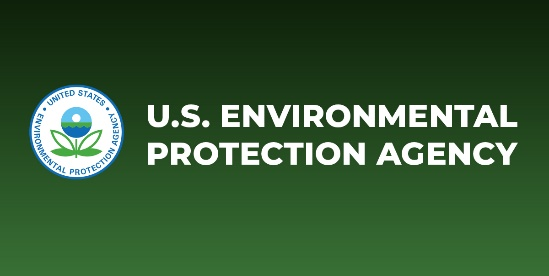 UNITED STATES
ENVIRONMENTAL PROTECTION AGENCY
U.S. ENVIRONMENTAL
PROTECTION AGENCY